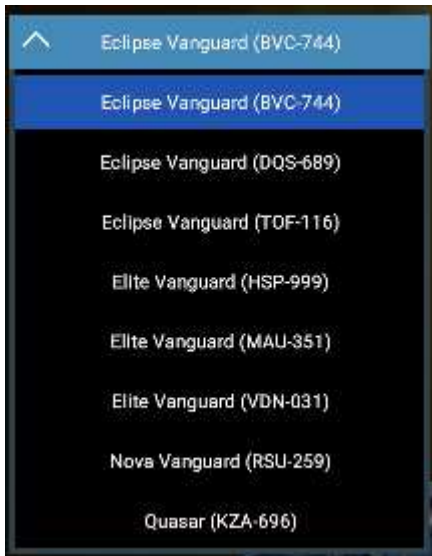 Eclipse Vanguard (BVC-744)
Eclipse Vanguard (BVC-744)
Eclipse Vanguard (DQS-689)
Eclipse Vanguard (TOF-116)
Elite Vanguard (HSP-999)
Elite Vanguard (MAU-351)
Elite Vanguard (VDN-031)
Nova Vanguard (RSU-259)
Quasar (KZA-696)